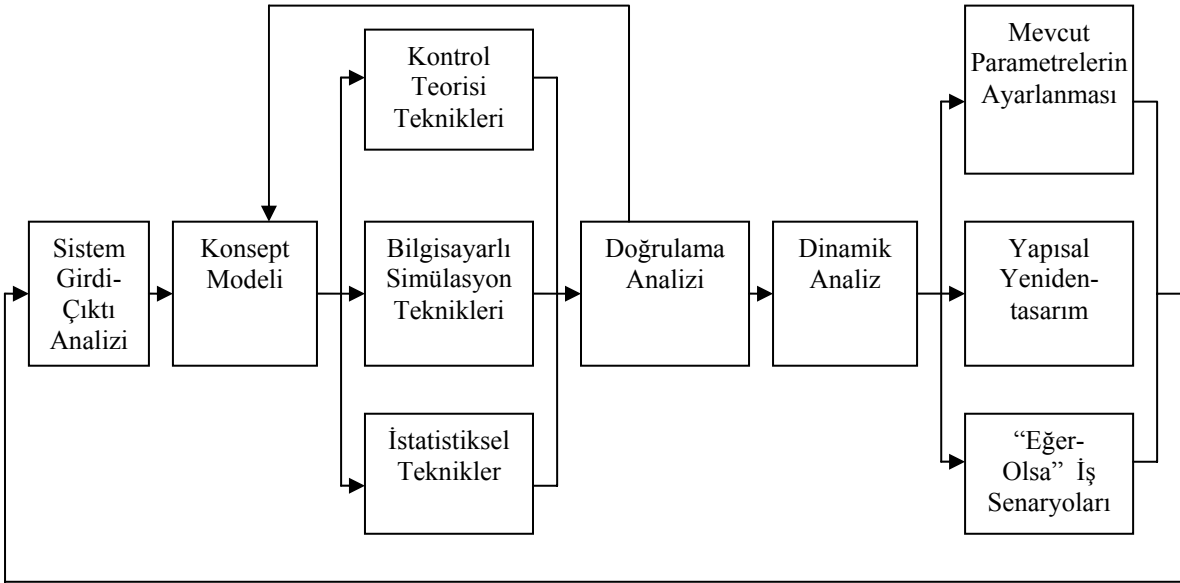 Sistem
Girdi-
Çıktı
Analizi
Konsept
Modeli
Kontrol
Teorisi
Teknikleri
Bilgisayarlı
Simülasyon
Teknikleri
İstatistiksel
Teknikler
Doğrulama
Analizi
Dinamik
Analiz
Mevcut
Parametrelerin
Ayarlanması
Yapısal
Yeniden-
tasarım
“Eğer-
Olsa” İş
Senaryoları